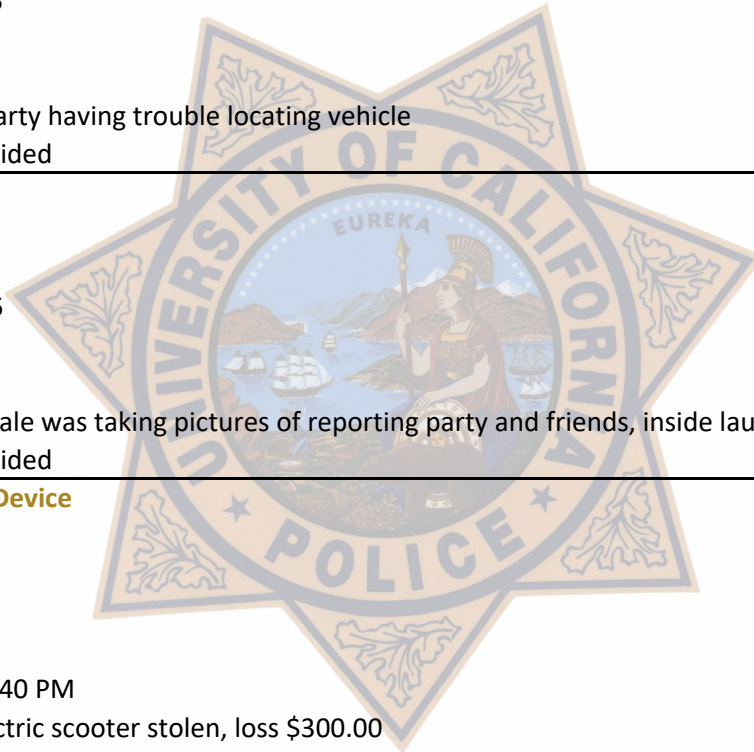 arty having trouble locating vehicle
ided
EUREKA
UNIVERSITY OF CALIFORNIA
ale was taking pictures of reporting party and friends, inside lau
ided
Device
POLICE
40 PM
ctric scooter stolen, loss $300.00